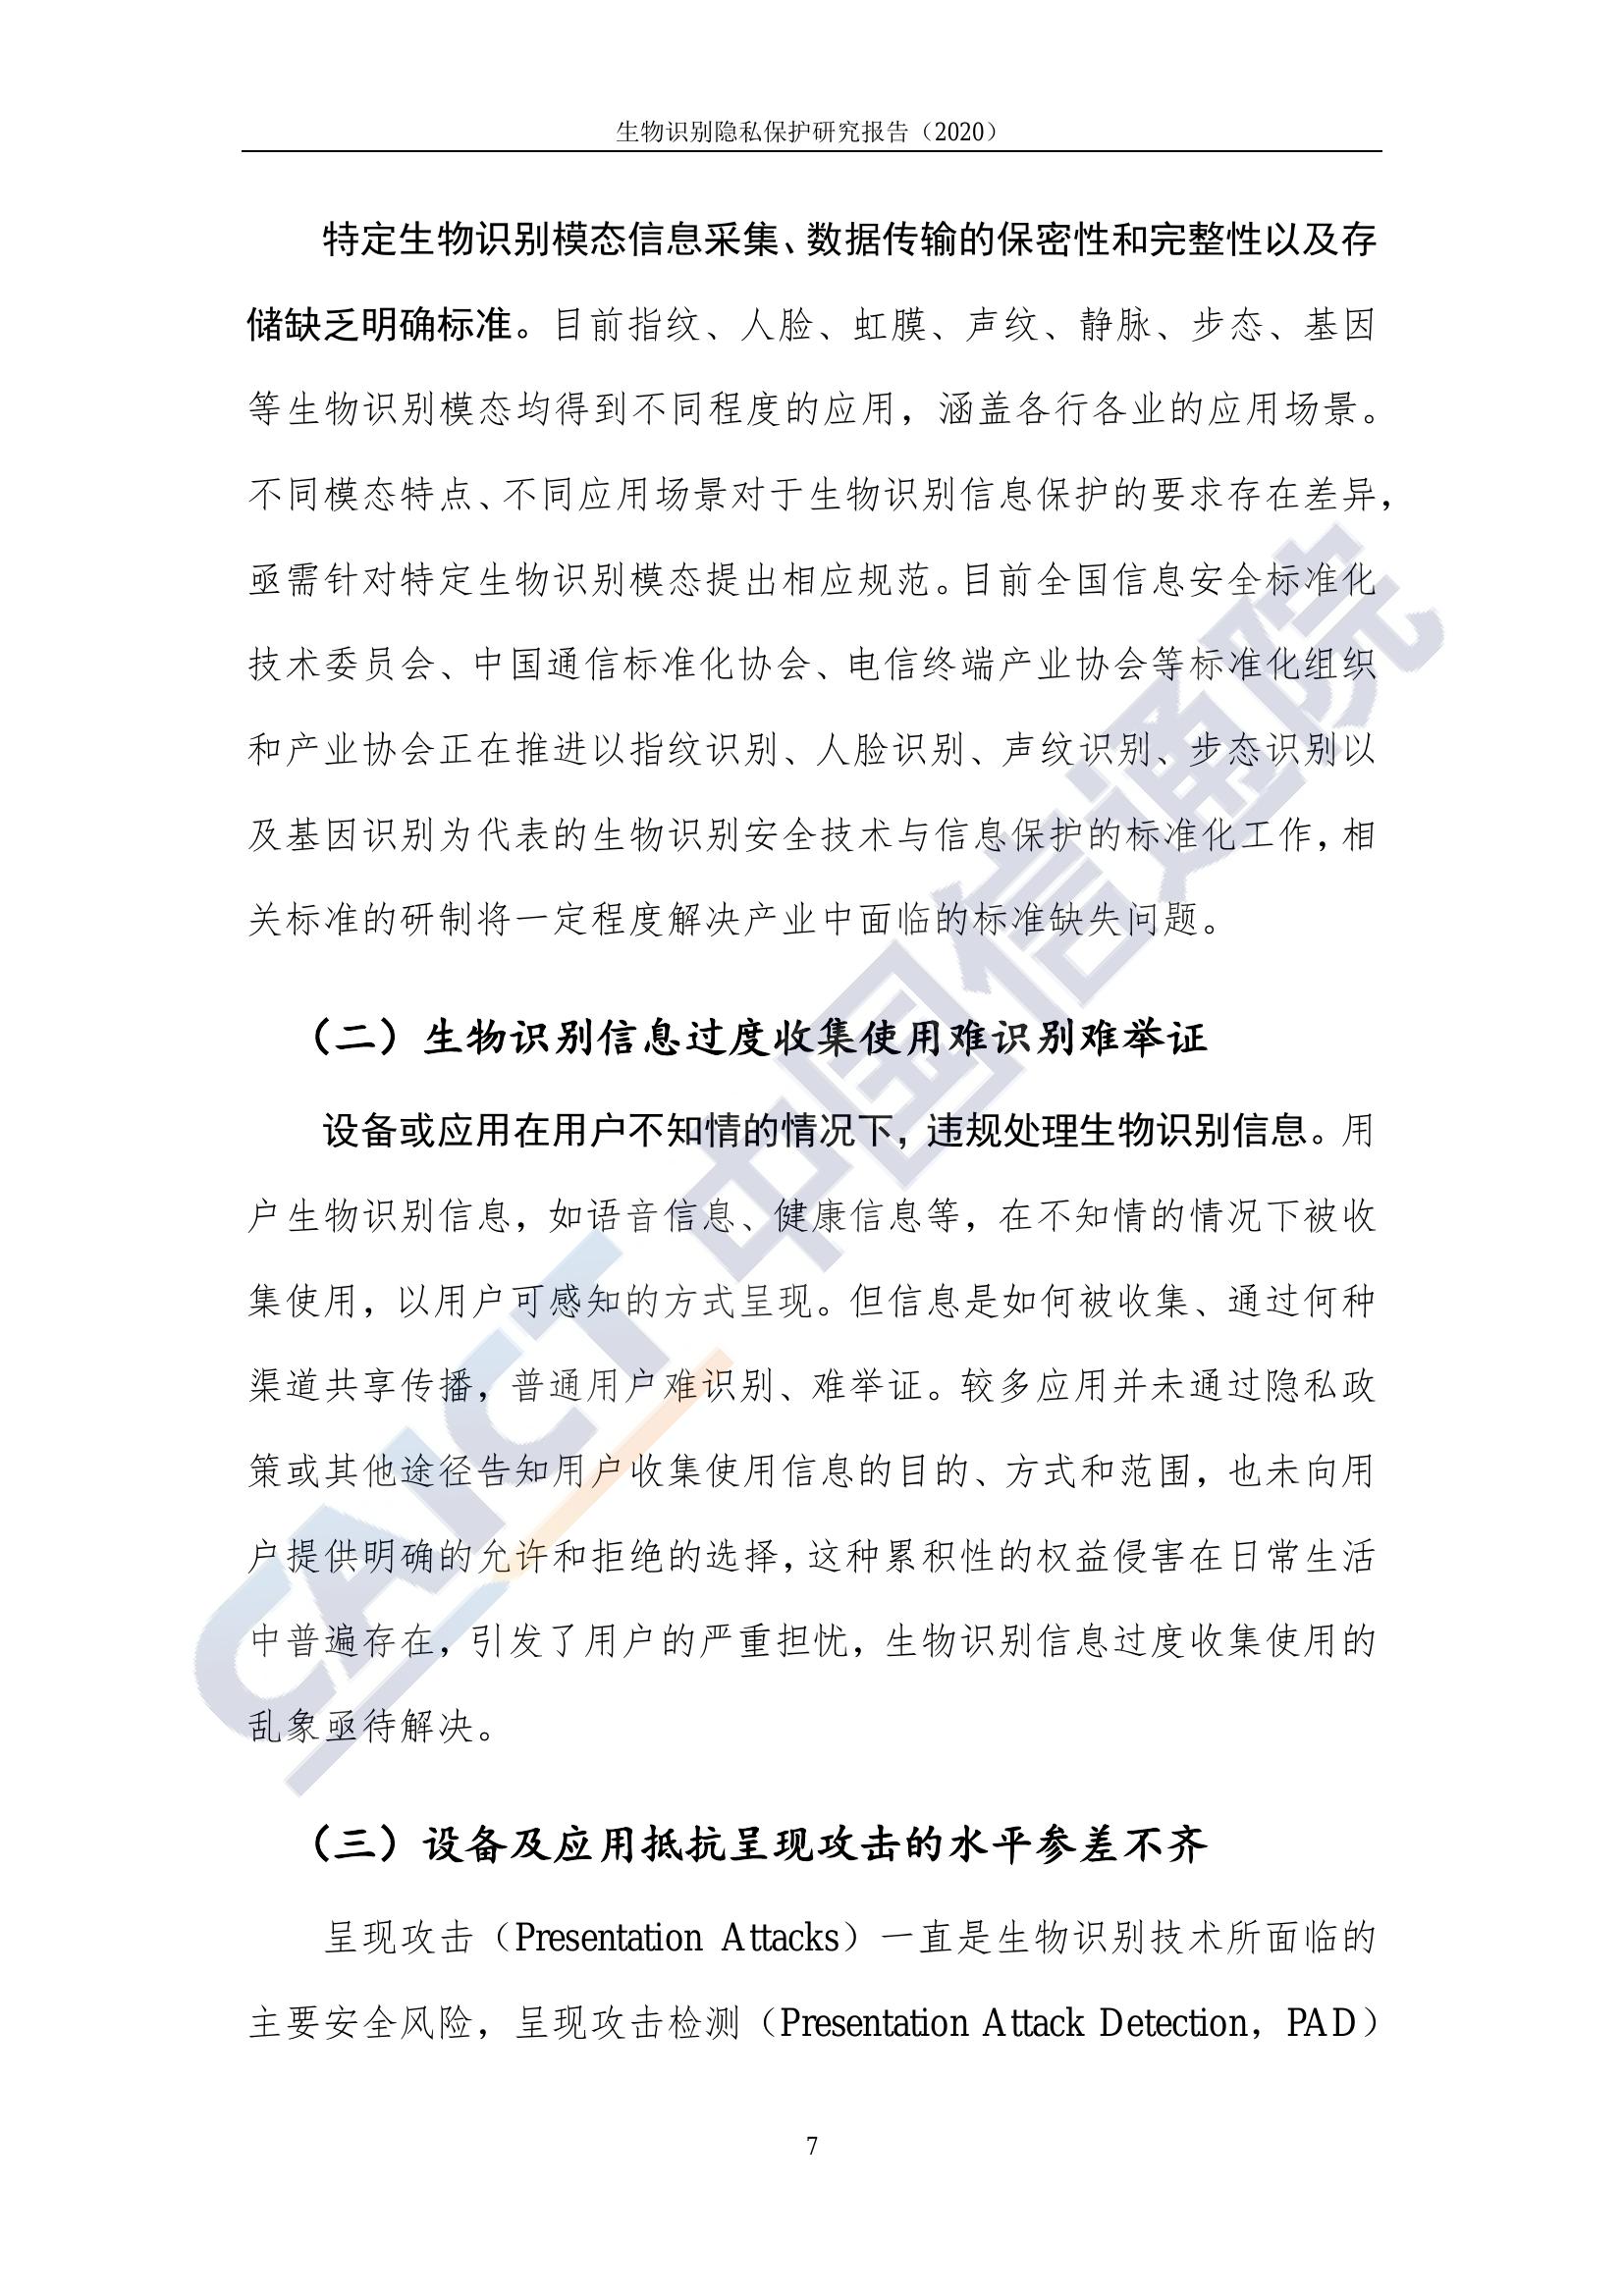 生物识别隐私保护研究报告（2020）
特定生物识别模态信息采集、数据传输的保密性和完整性以及存
储缺乏明确标准。目前指纹、人脸、虹膜、声纹、静脉、步态、基因
等生物识别模态均得到不同程度的应用，涵盖各行各业的应用场景。
不同模态特点、不同应用场景对于生物识别信息保护的要求存在差异，
亟需针对特定生物识别模态提出相应规范。目前全国信息安全标准化
技术委员会、中国通信标准化协会、电信终端产业协会等标准化组织
和产业协会正在推进以指纹识别、人脸识别、声纹识别、步态识别以
及基因识别为代表的生物识别安全技术与信息保护的标准化工作，相
关标准的研制将一定程度解决产业中面临的标准缺失问题。
（二）生物识别信息过度收集使用难识别难举证
设备或应用在用户不知情的情况下，违规处理生物识别信息。用
户生物识别信息，如语音信息、健康信息等，在不知情的情况下被收
集使用，以用户可感知的方式呈现。但信息是如何被收集、通过何种
渠道共享传播，普通用户难识别、难举证。较多应用并未通过隐私政
策或其他途径告知用户收集使用信息的目的、方式和范围，也未向用
户提供明确的允许和拒绝的选择，这种累积性的权益侵害在日常生活
中普遍存在，引发了用户的严重担忧，生物识别信息过度收集使用的
乱象亟待解决。
（三）设备及应用抵抗呈现攻击的水平参差不齐
呈现攻击（Presentation Attacks）一直是生物识别技术所面临的
主要安全风险，呈现攻击检测（Presentation Attack Detection，PAD）
7
CAICT 中国信通院